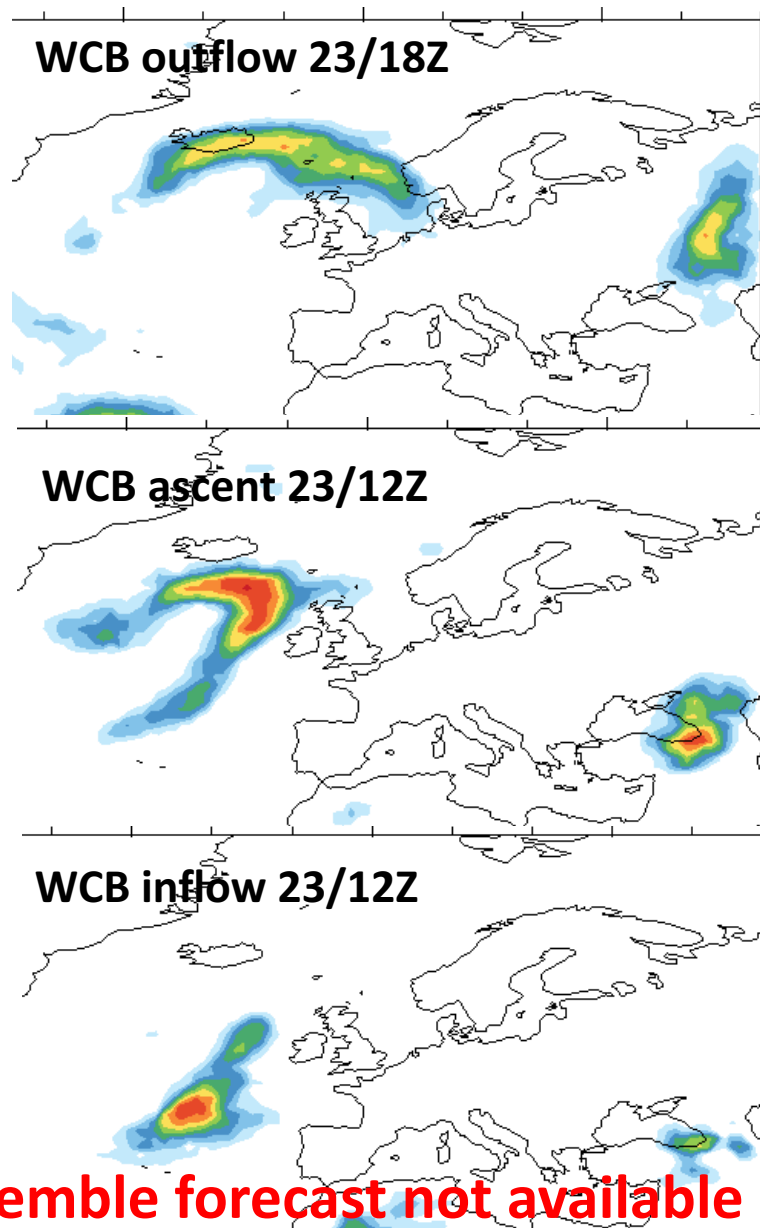 WCB outflow 23/18Z
WCB ascent 23/12Z
WCB inflow 23/12Z
emble forecast not available